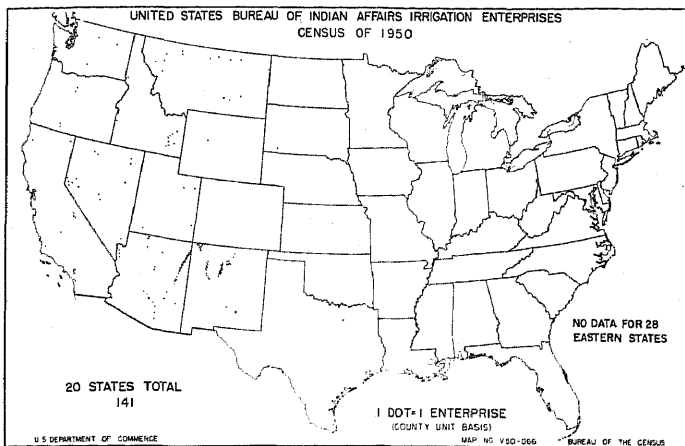 UNITED STATES BUREAU OF INDIAN AFFAIRS IRRIGATION ENTERPRISES
CENSUS OF 1950
NO DATA FOR 28
EASTERN STATES
20 STATES TOTAL
141
1 DOT=1 ENTERPRISE
(COUNTY UNIT BASIS)
U S DEPARTMENT OF COMMERCE
MAP NO V50-066
BUREAU OF THE CENSUS